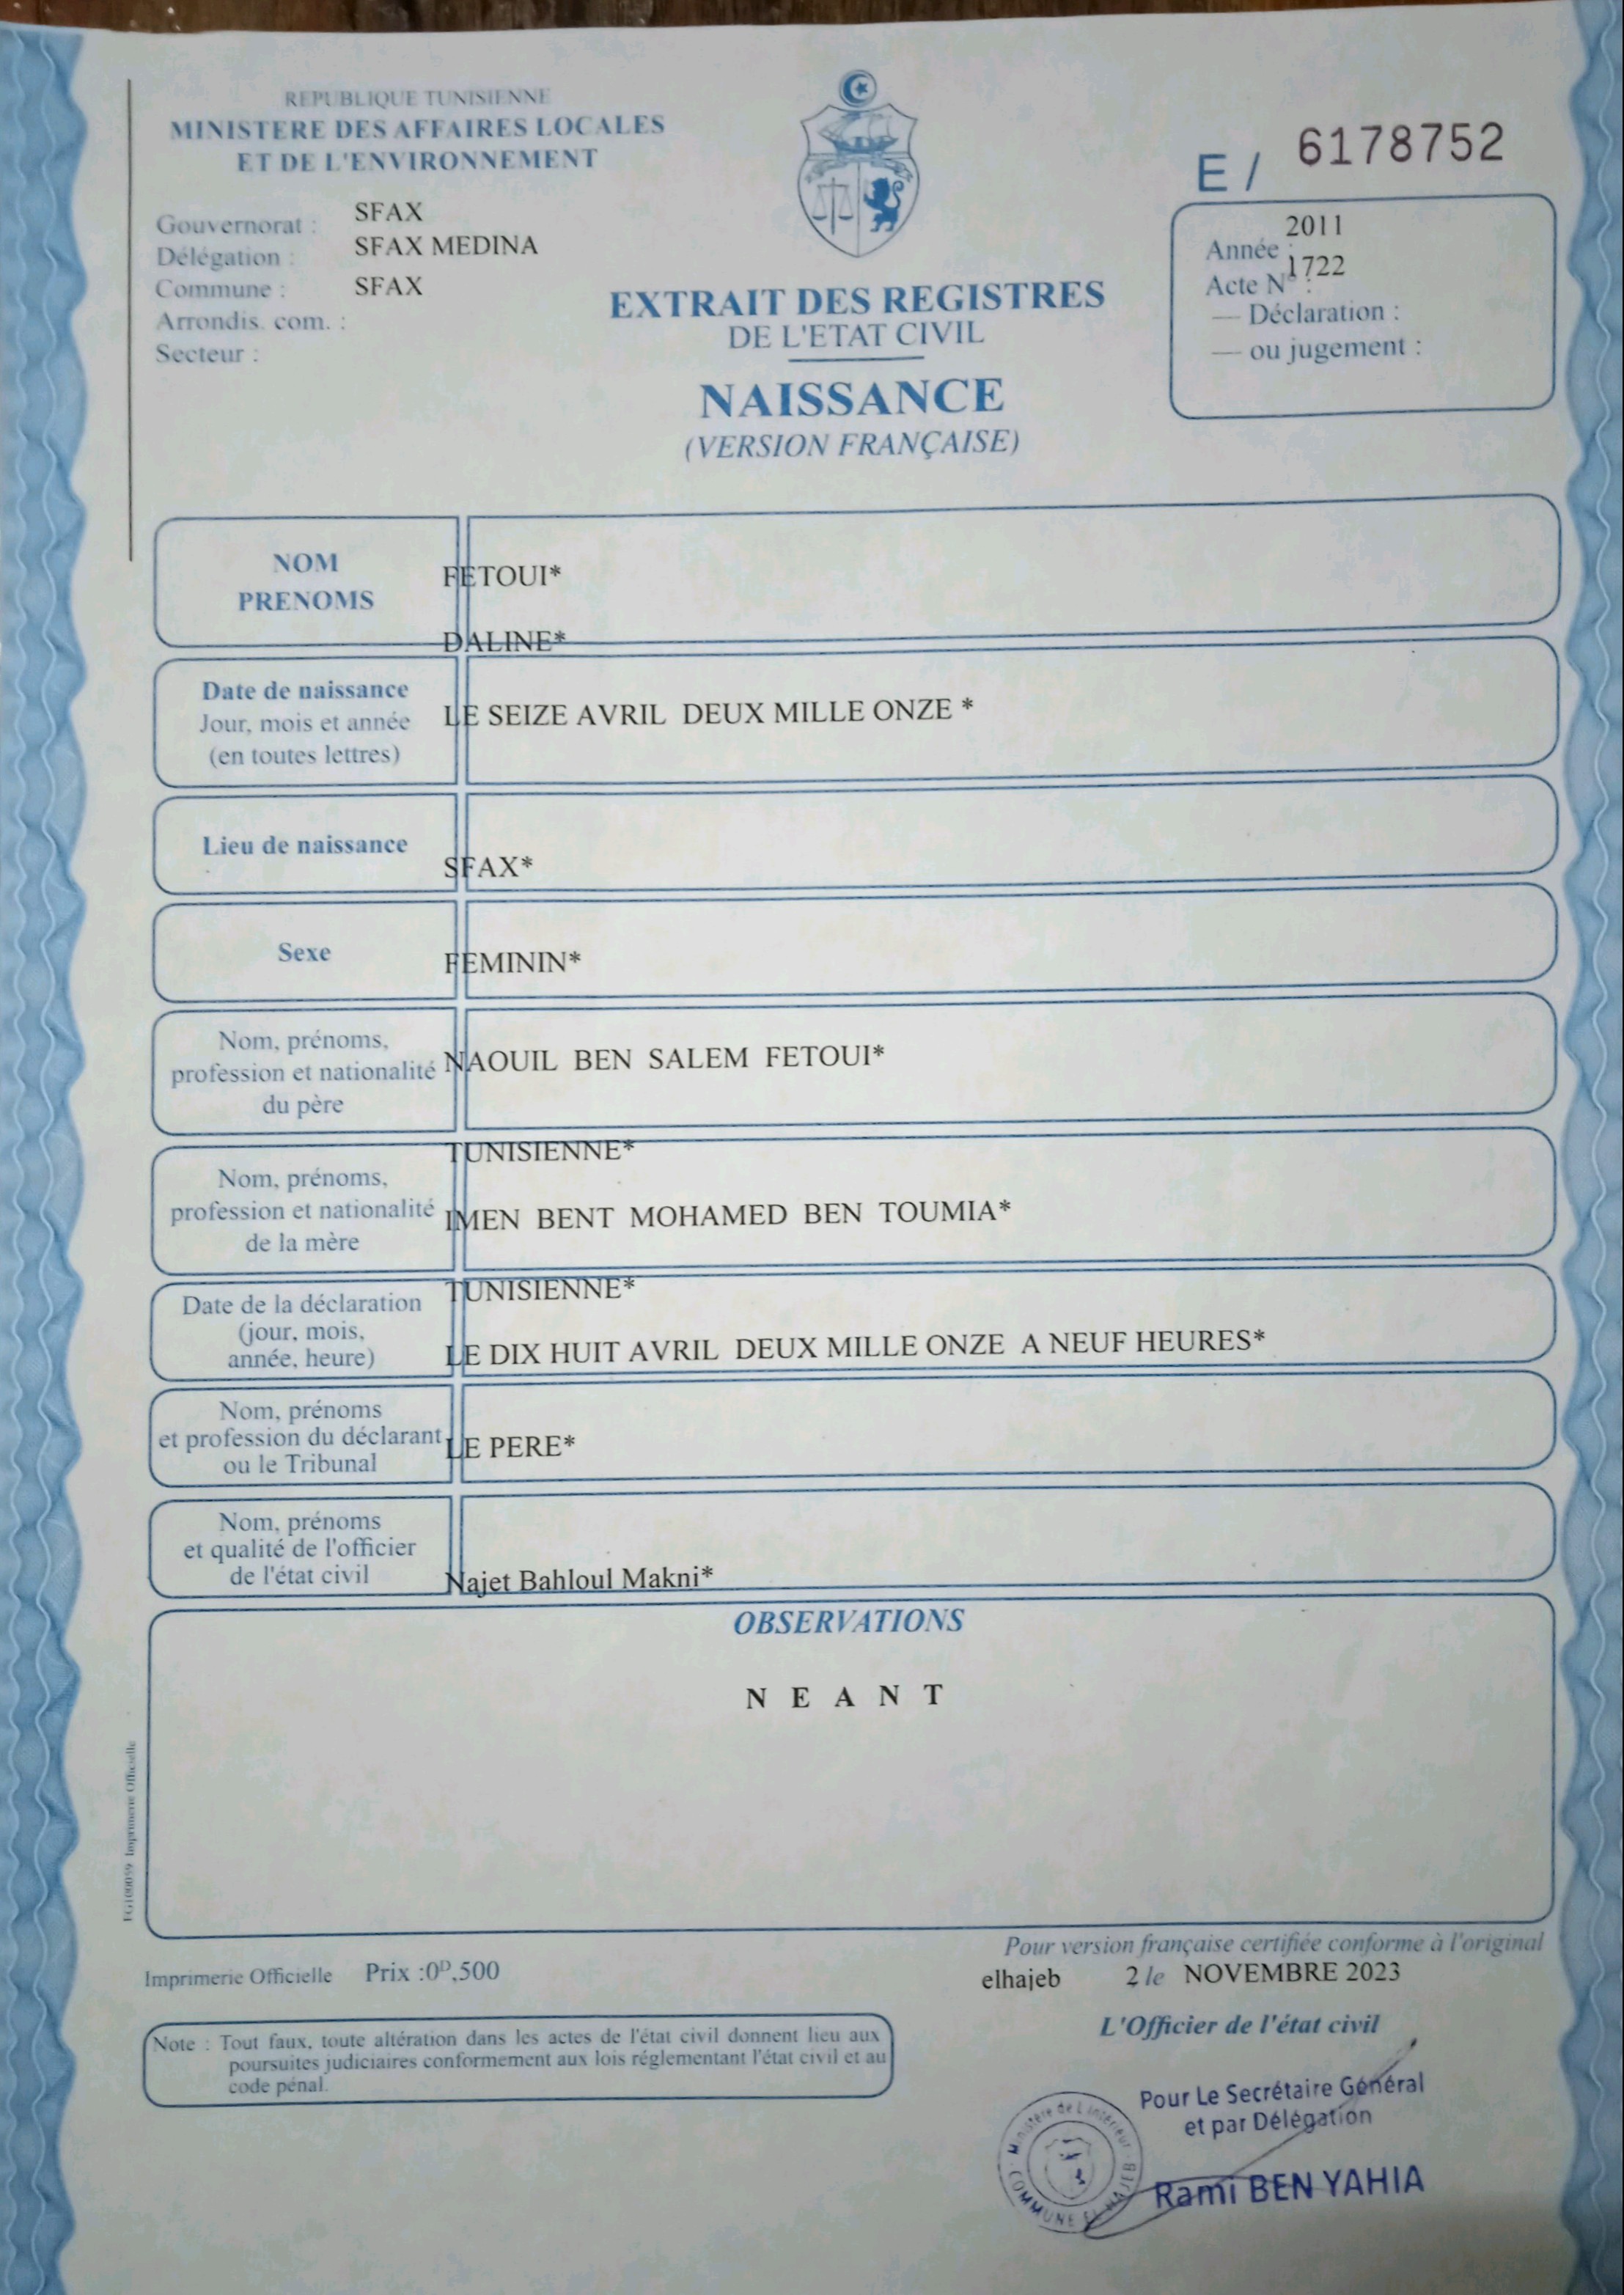 REPUBLIQUE TUNISIENNE
MINISTERE DES AFFAIRES LOCALES
ET DE L'ENVIRONNEMENT
Gouvernorat : SFAX
Délégation : SFAX MEDINA
Commune : SFAX
Arrondis. com. :
Secteur :
E / 6178752
Année : 2011
Acte N° : 1722
— Déclaration :
— ou jugement :
EXTRAIT DES REGISTRES
DE L'ETAT CIVIL
NAISSANCE
(VERSION FRANÇAISE)
NOM
PRENOMS
FETOUI*
DALINE*
Date de naissance
Jour, mois et année
(en toutes lettres)
LE SEIZE AVRIL DEUX MILLE ONZE *
Lieu de naissance
SFAX*
Sexe
FEMININ*
Nom, prénoms,
profession et nationalité
du père
NAOUIL BEN SALEM FETOUI*
TUNISIENNE*
Nom, prénoms,
profession et nationalité
de la mère
IMEN BENT MOHAMED BEN TOUMIA*
TUNISIENNE*
Date de la déclaration
(jour, mois,
année, heure)
LE DIX HUIT AVRIL DEUX MILLE ONZE A NEUF HEURES*
Nom, prénoms
et profession du déclarant
ou le Tribunal
LE PERE*
Nom, prénoms
et qualité de l'officier
de l'état civil
Najet Bahloul Makni*
OBSERVATIONS
N E A N T
Imprimerie Officielle
Pour version française certifiée conforme à l'original
Imprimerie Officielle Prix :0ᴰ,500
elhajeb 2 le NOVEMBRE 2023
L'Officier de l'état civil
Note : Tout faux, toute altération dans les actes de l'état civil donnent lieu aux
poursuites judiciaires conformement aux lois réglementant l'état civil et au
code pénal.
Pour Le Secrétaire Général
et par Délégation
Rami BEN YAHIA
Ministère de L'intérieur
COMMUNE EL HAJEB